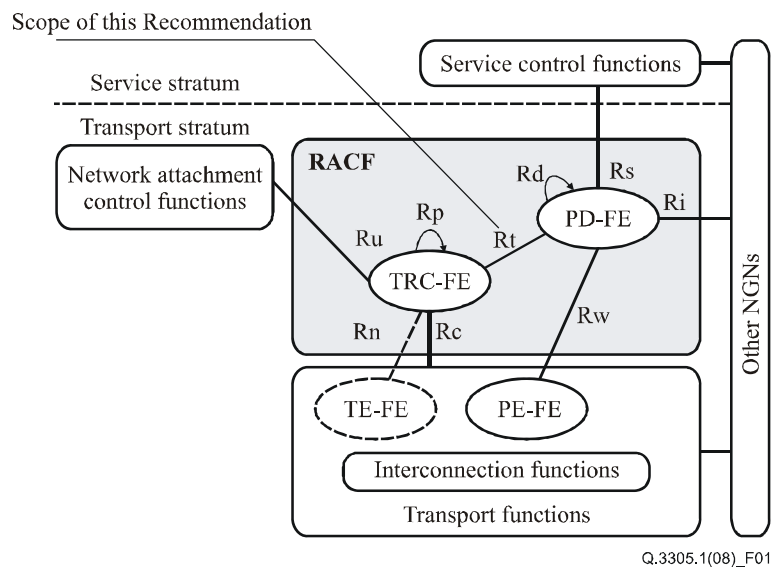 Scope of this Recommendation
Service control functions
Service stratum
Transport stratum
RACF
Network attachment
control functions
Rd
Rs
Rp
Ri
PD-FE
Ru
Rt
TRC-FE
Rn
Rc
Rw
Other NGNs
TE-FE
PE-FE
Interconnection functions
Transport functions
Q.3305.1(08)_F01